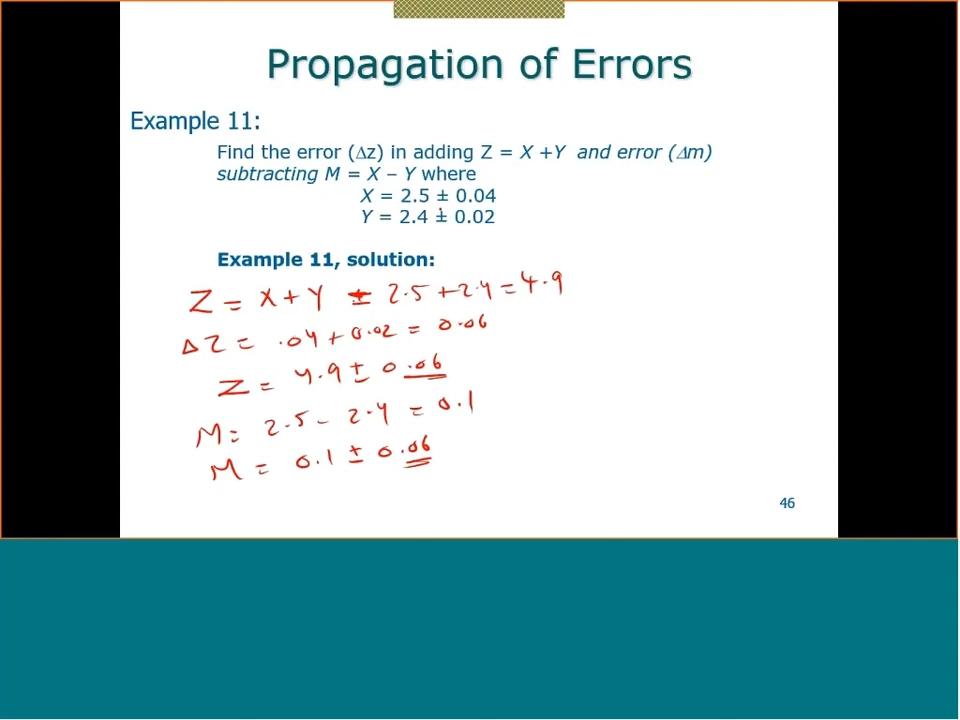 Propagation of Errors
Example 11:
Find the error (Δz) in adding Z = X +Y and error (Δm)
subtracting M = X – Y where
X = 2.5 ± 0.04
Y = 2.4 ± 0.02
Example 11, solution:
Z = X + Y = 2.5 + 2.4 = 4.9
ΔZ = .04 + 0.02 = 0.06
Z = 4.9 ± 0.06
M = 2.5 - 2.4 = 0.1
M = 0.1 ± 0.06
46